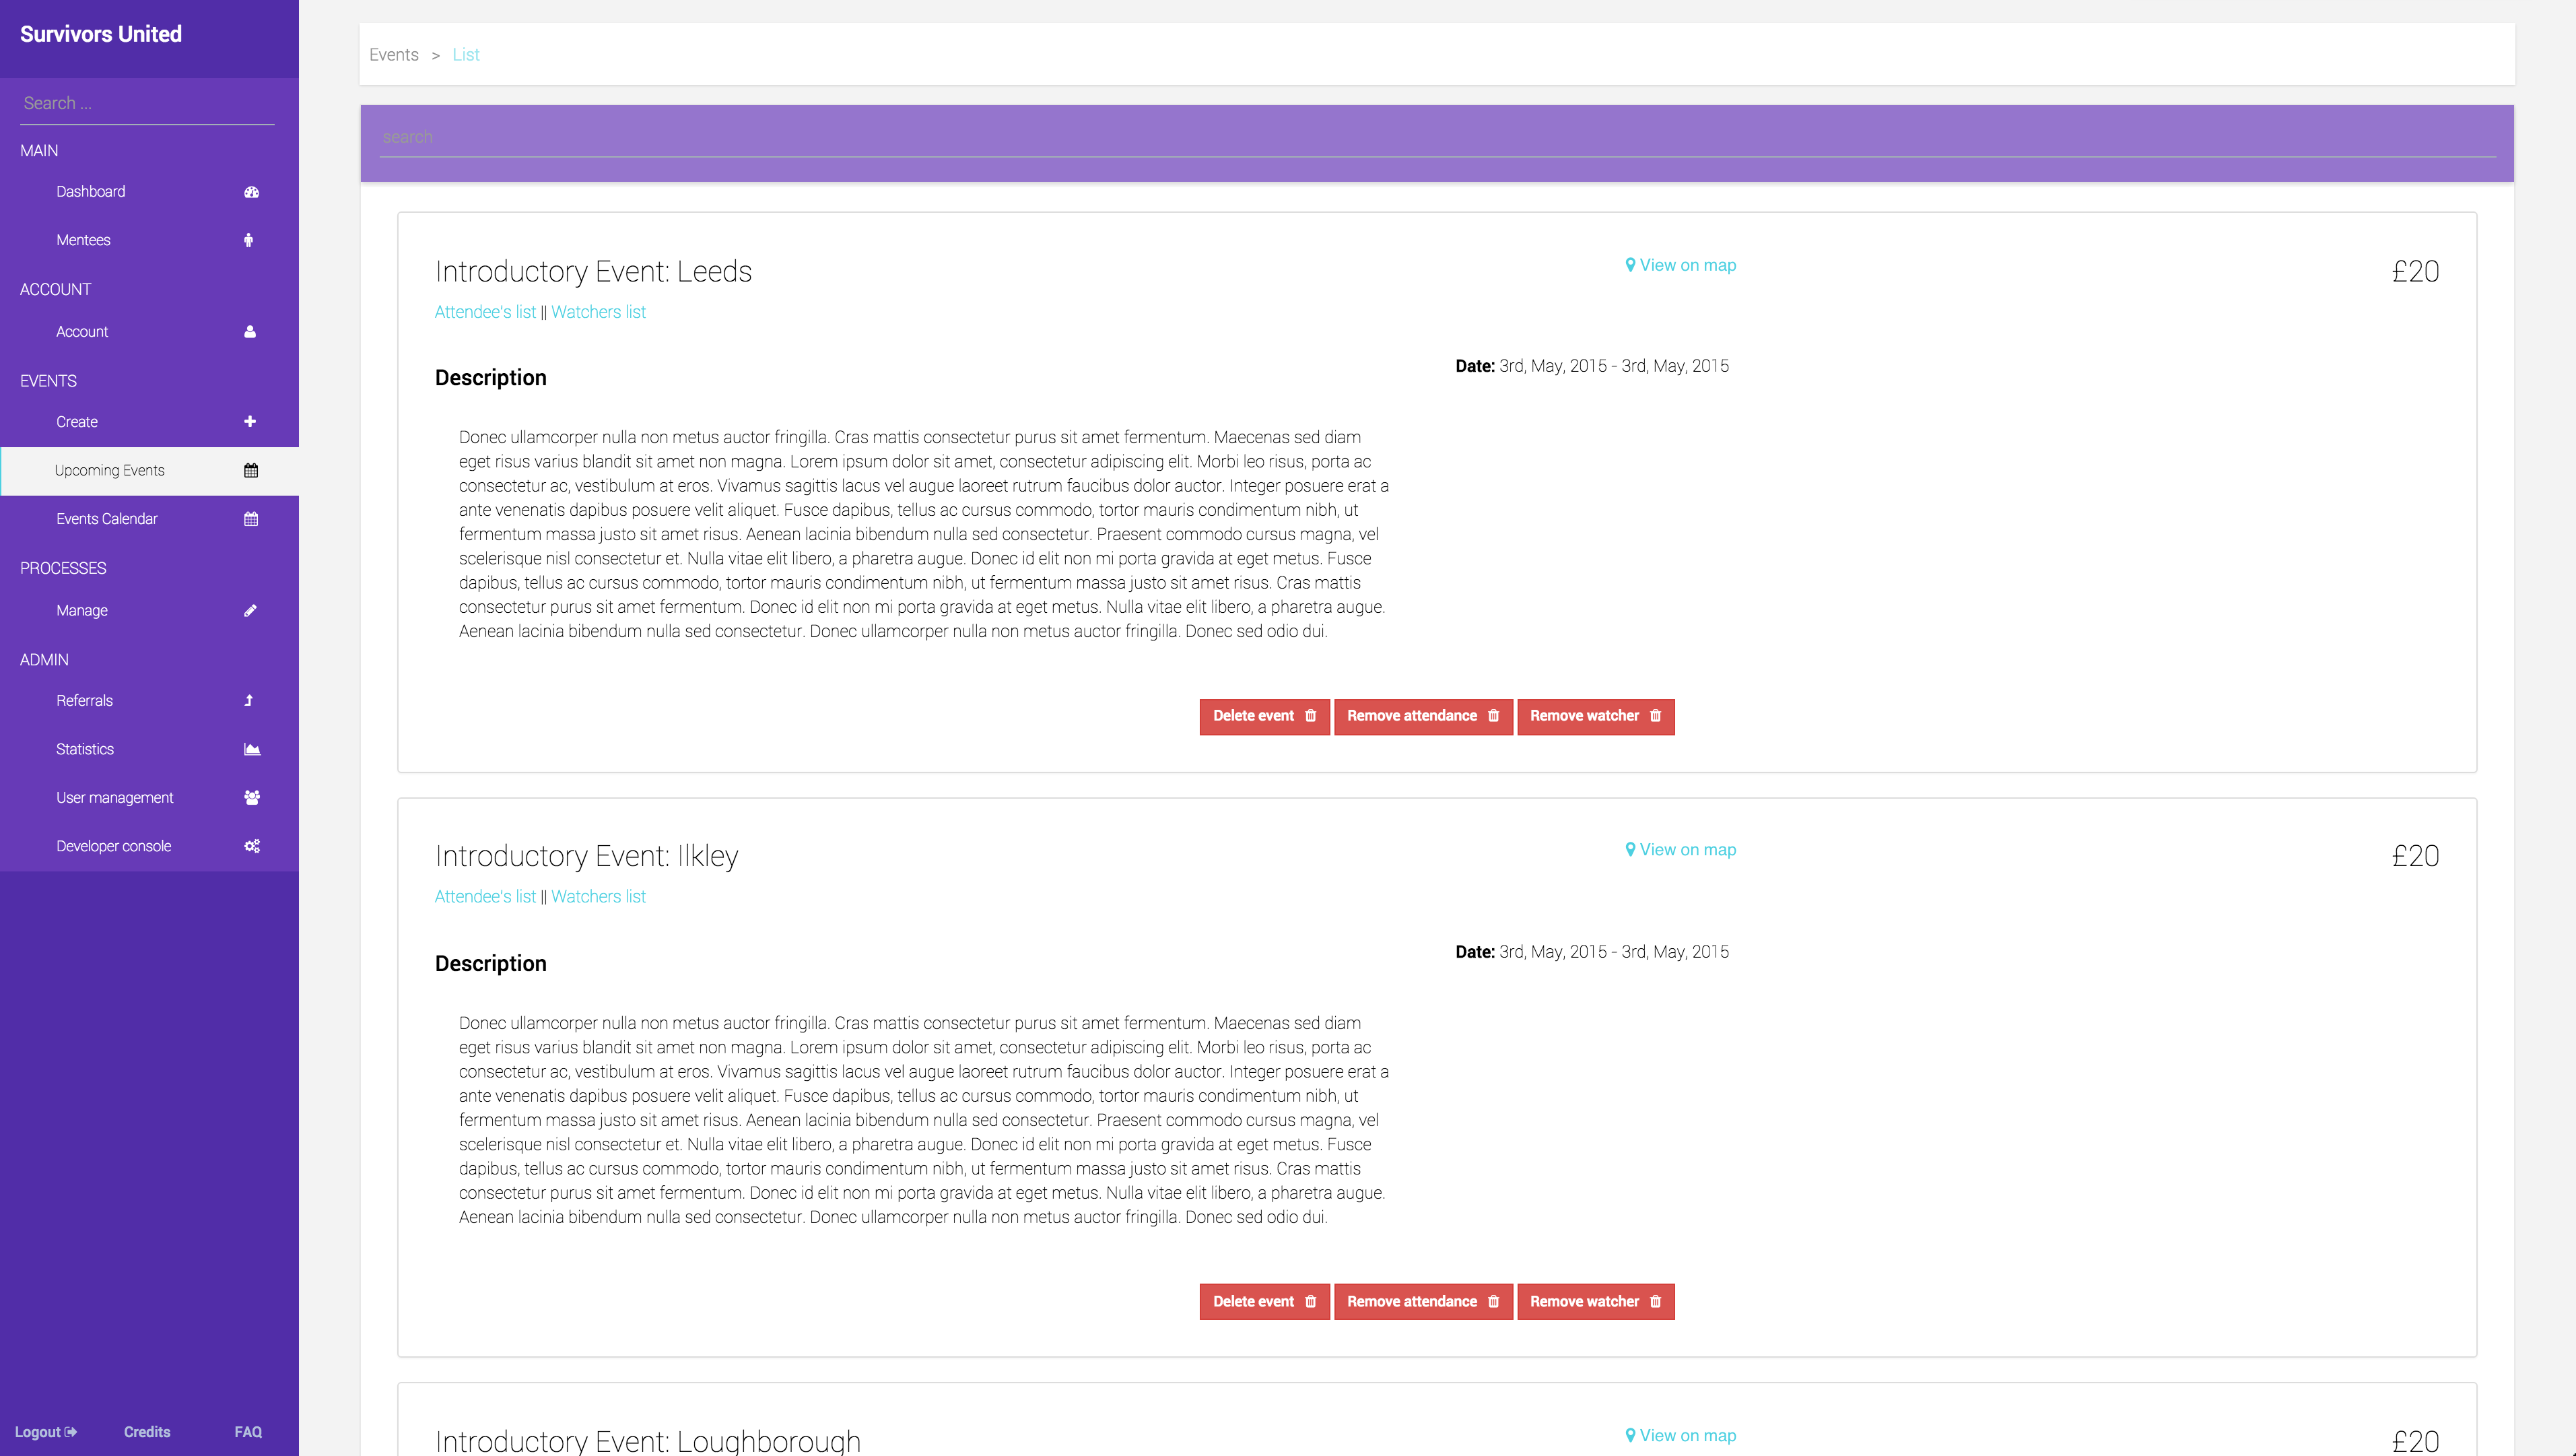 Survivors United
Search ...
MAIN
Dashboard
Mentees
ACCOUNT
Account
EVENTS
Create
Upcoming Events
Events Calendar
PROCESSES
Manage
ADMIN
Referrals
Statistics
User management
Developer console
Logout
Credits
FAQ
Events > List
search
Introductory Event: Leeds
View on map
£20
Attendee's list || Watchers list
Description
Date: 3rd, May, 2015 - 3rd, May, 2015
Donec ullamcorper nulla non metus auctor fringilla. Cras mattis consectetur purus sit amet fermentum. Maecenas sed diam
eget risus varius blandit sit amet non magna. Lorem ipsum dolor sit amet, consectetur adipiscing elit. Morbi leo risus, porta ac
consectetur ac, vestibulum at eros. Vivamus sagittis lacus vel augue laoreet rutrum faucibus dolor auctor. Integer posuere erat a
ante venenatis dapibus posuere velit aliquet. Fusce dapibus, tellus ac cursus commodo, tortor mauris condimentum nibh, ut
fermentum massa justo sit amet risus. Aenean lacinia bibendum nulla sed consectetur. Praesent commodo cursus magna, vel
scelerisque nisl consectetur et. Nulla vitae elit libero, a pharetra augue. Donec id elit non mi porta gravida at eget metus. Fusce
dapibus, tellus ac cursus commodo, tortor mauris condimentum nibh, ut fermentum massa justo sit amet risus. Cras mattis
consectetur purus sit amet fermentum. Donec id elit non mi porta gravida at eget metus. Nulla vitae elit libero, a pharetra augue.
Aenean lacinia bibendum nulla sed consectetur. Donec ullamcorper nulla non metus auctor fringilla. Donec sed odio dui.
Delete event
Remove attendance
Remove watcher
Introductory Event: Ilkley
View on map
£20
Attendee's list || Watchers list
Description
Date: 3rd, May, 2015 - 3rd, May, 2015
Donec ullamcorper nulla non metus auctor fringilla. Cras mattis consectetur purus sit amet fermentum. Maecenas sed diam
eget risus varius blandit sit amet non magna. Lorem ipsum dolor sit amet, consectetur adipiscing elit. Morbi leo risus, porta ac
consectetur ac, vestibulum at eros. Vivamus sagittis lacus vel augue laoreet rutrum faucibus dolor auctor. Integer posuere erat a
ante venenatis dapibus posuere velit aliquet. Fusce dapibus, tellus ac cursus commodo, tortor mauris condimentum nibh, ut
fermentum massa justo sit amet risus. Aenean lacinia bibendum nulla sed consectetur. Praesent commodo cursus magna, vel
scelerisque nisl consectetur et. Nulla vitae elit libero, a pharetra augue. Donec id elit non mi porta gravida at eget metus. Fusce
dapibus, tellus ac cursus commodo, tortor mauris condimentum nibh, ut fermentum massa justo sit amet risus. Cras mattis
consectetur purus sit amet fermentum. Donec id elit non mi porta gravida at eget metus. Nulla vitae elit libero, a pharetra augue.
Aenean lacinia bibendum nulla sed consectetur. Donec ullamcorper nulla non metus auctor fringilla. Donec sed odio dui.
Delete event
Remove attendance
Remove watcher
Introductory Event: Loughborough
View on map
£20